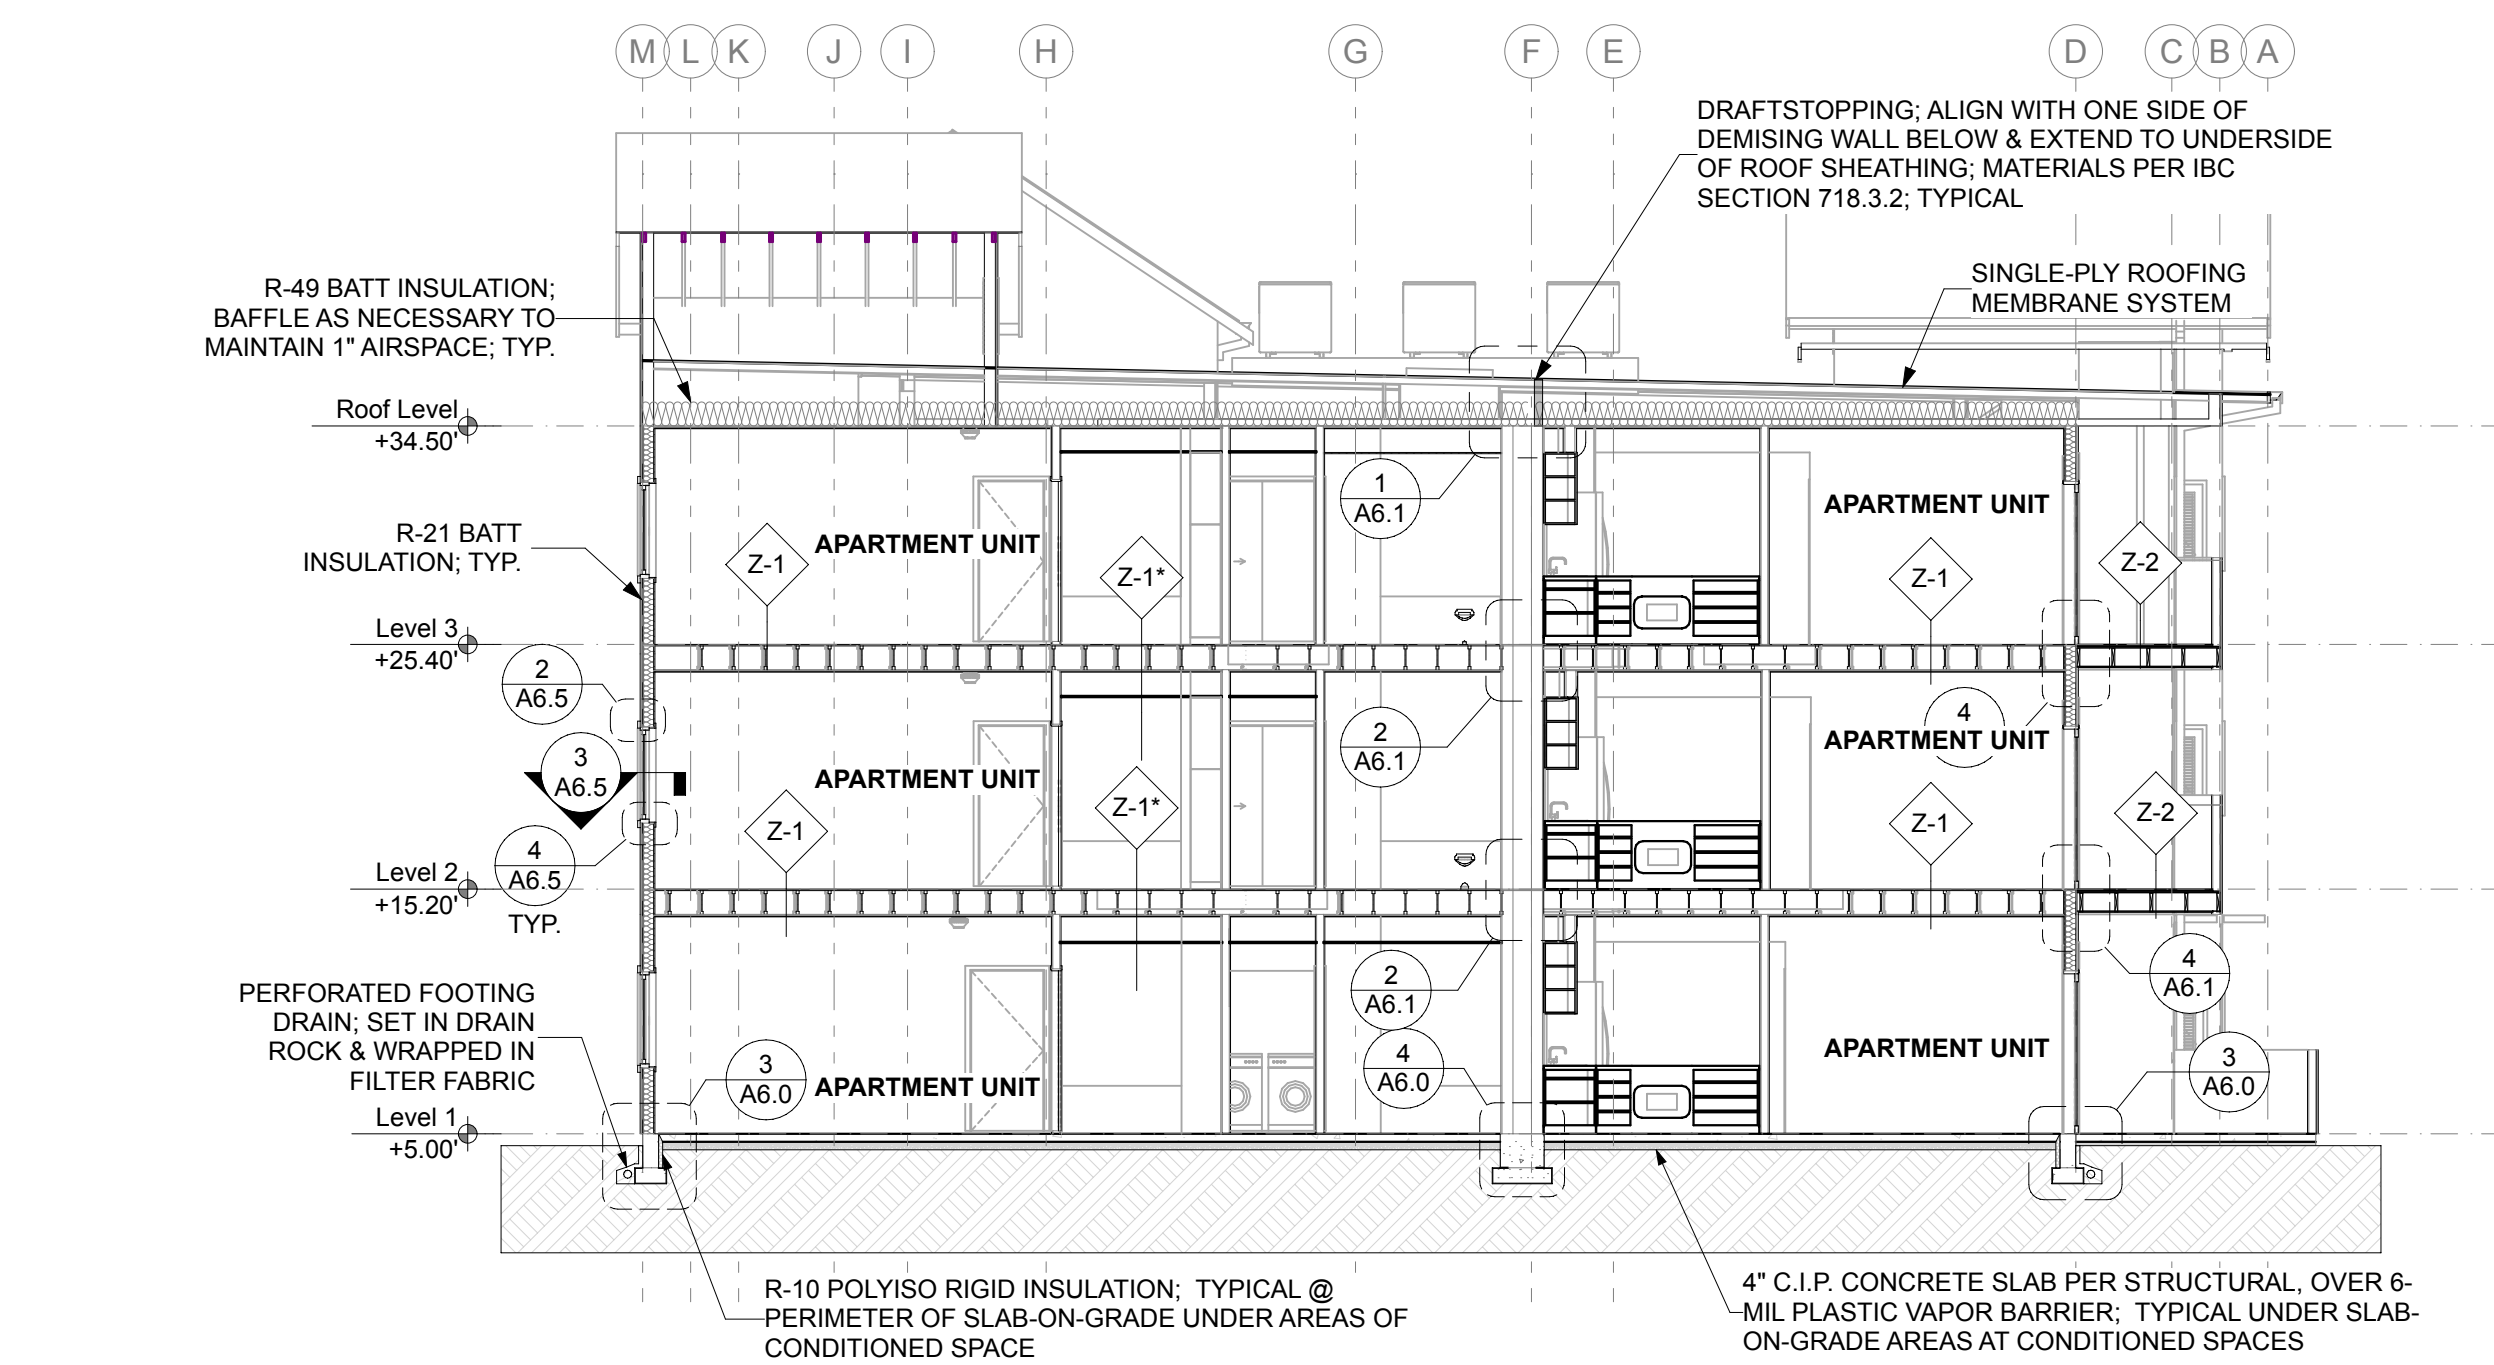 M L K J I H G F E D C B A
DRAFTSTOPPING; ALIGN WITH ONE SIDE OF
DEMISING WALL BELOW & EXTEND TO UNDERSIDE
OF ROOF SHEATHING; MATERIALS PER IBC
SECTION 718.3.2; TYPICAL
SINGLE-PLY ROOFING
MEMBRANE SYSTEM
R-49 BATT INSULATION;
BAFFLE AS NECESSARY TO
MAINTAIN 1" AIRSPACE; TYP.
Roof Level
+34.50'
1
A6.1
APARTMENT UNIT
APARTMENT UNIT
R-21 BATT
INSULATION; TYP.
Z-1
Z-1*
Z-1
Z-2
Level 3
+25.40'
2
A6.5
2
A6.1
4
APARTMENT UNIT
APARTMENT UNIT
3
A6.5
Z-1
Z-1*
Z-1
Z-2
4
A6.5
TYP.
Level 2
+15.20'
2
A6.1
4
A6.1
PERFORATED FOOTING
DRAIN; SET IN DRAIN
ROCK & WRAPPED IN
FILTER FABRIC
3
A6.0
APARTMENT UNIT
4
A6.0
APARTMENT UNIT
3
A6.0
Level 1
+5.00'
R-10 POLYISO RIGID INSULATION; TYPICAL @
PERIMETER OF SLAB-ON-GRADE UNDER AREAS OF
CONDITIONED SPACE
4" C.I.P. CONCRETE SLAB PER STRUCTURAL, OVER 6-
MIL PLASTIC VAPOR BARRIER; TYPICAL UNDER SLAB-
ON-GRADE AREAS AT CONDITIONED SPACES